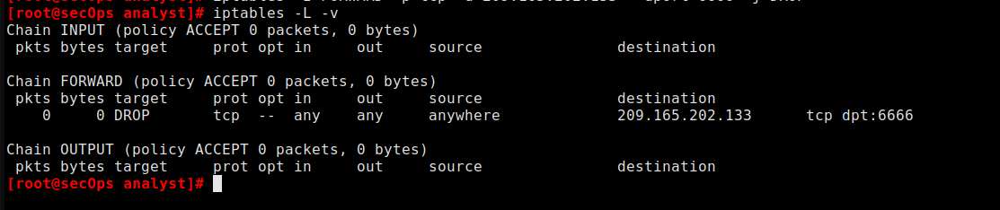 [root@secOps analyst]# iptables -L -v
Chain INPUT (policy ACCEPT 0 packets, 0 bytes)
 pkts bytes target     prot opt in     out     source               destination

Chain FORWARD (policy ACCEPT 0 packets, 0 bytes)
 pkts bytes target     prot opt in     out     source               destination
    0     0 DROP       tcp  --  any    any     anywhere             209.165.202.133      tcp dpt:6666

Chain OUTPUT (policy ACCEPT 0 packets, 0 bytes)
 pkts bytes target     prot opt in     out     source               destination
[root@secOps analyst]#